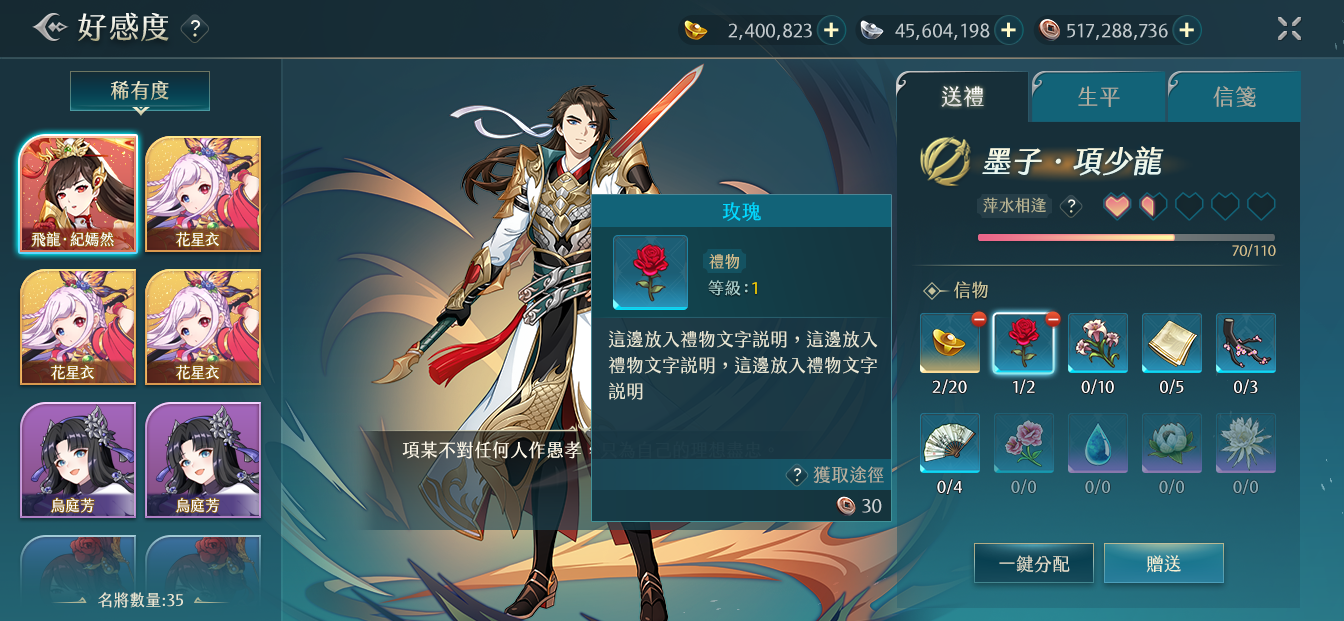 好感度 ?
2,400,823 +
45,604,198 +
517,288,736 +
稀有度
飛龍·紀嫣然
花星衣
花星衣
花星衣
烏庭芳
烏庭芳
名將數量:35
項某不對任何人作愚孝
玫瑰
禮物
等級:1
這邊放入禮物文字説明,這邊放入
禮物文字説明,這邊放入禮物文字
説明
? 獲取途徑
30
送禮
生平
信箋
墨子·項少龍
萍水相逢 ?
70/110
信物
2/20
1/2
0/10
0/5
0/3
0/4
0/0
0/0
0/0
0/0
一鍵分配
贈送